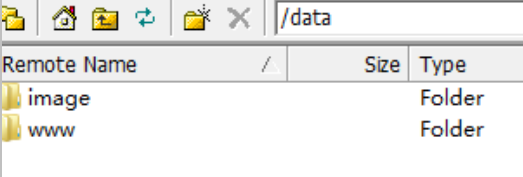 /data
Remote Name / Size Type
image Folder
www Folder